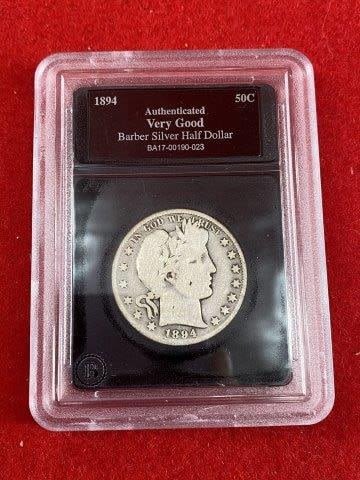 1894 50C
Authenticated
Very Good
Barber Silver Half Dollar
BA17-00190-023
IN GOD WE TRUST
1894